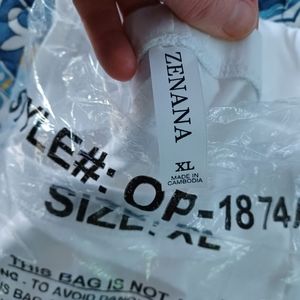 ZENANA
XL
MADE IN
CAMBODIA
STYLE#: OP-1874
SIZE: XL
THIS BAG IS NOT
TO AVOID